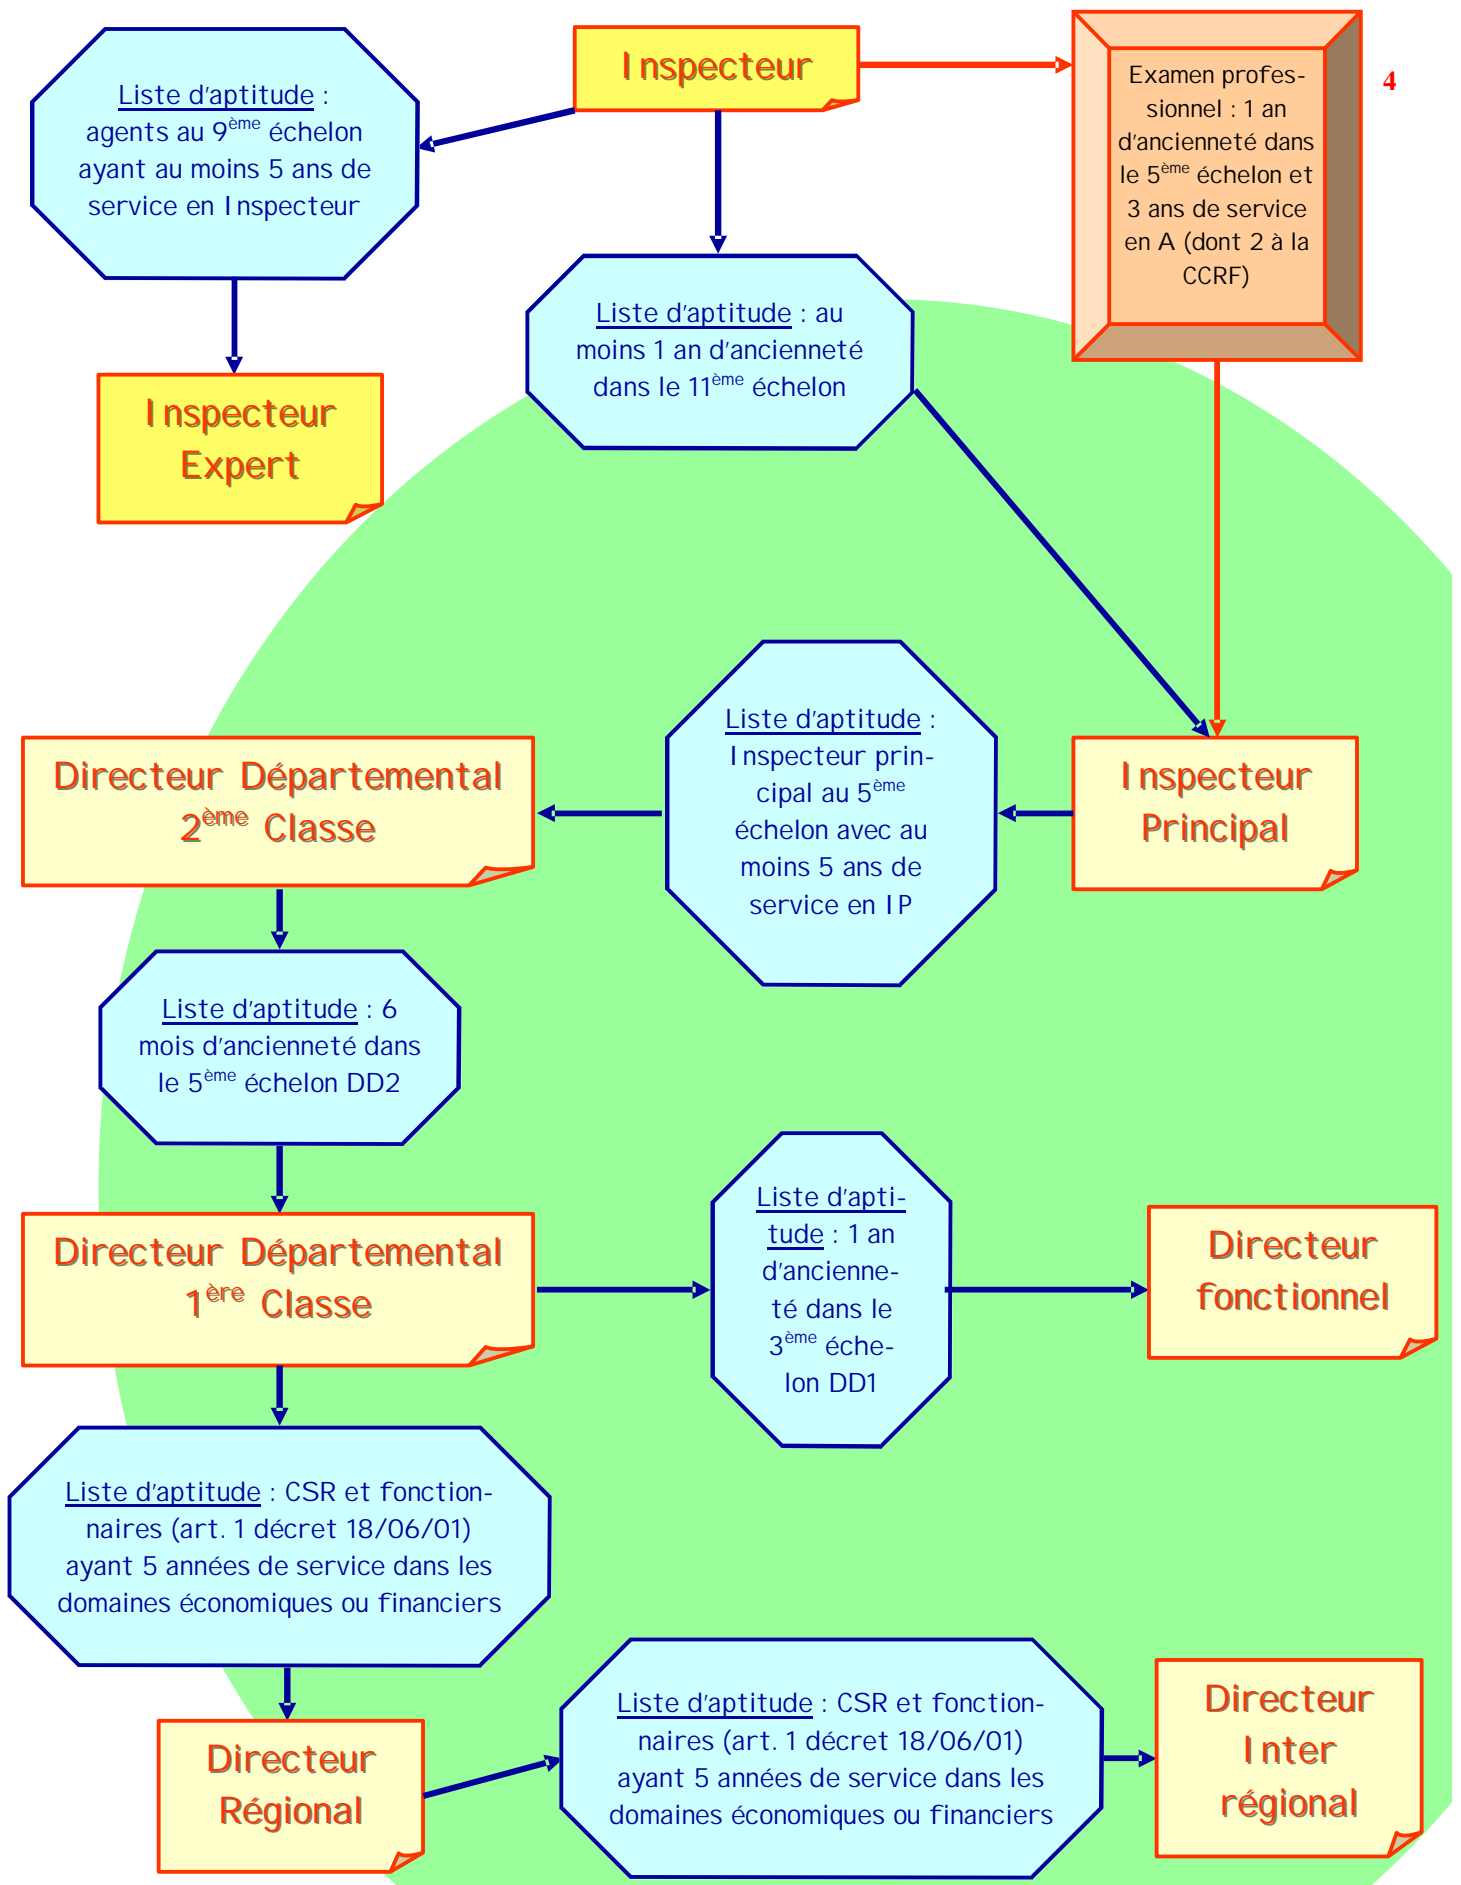 Inspecteur
4
Liste d'aptitude :
agents au 9ème échelon
ayant au moins 5 ans de
service en Inspecteur
Examen profes-
sionnel : 1 an
d'ancienneté dans
le 5ème échelon et
3 ans de service
en A (dont 2 à la
CCRF)
Liste d'aptitude : au
moins 1 an d'ancienneté
dans le 11ème échelon
Inspecteur
Expert
Directeur Départemental
2ème Classe
Liste d'aptitude :
Inspecteur prin-
cipal au 5ème
échelon avec au
moins 5 ans de
service en IP
Inspecteur
Principal
Liste d'aptitude : 6
mois d'ancienneté dans
le 5ème échelon DD2
Directeur Départemental
1ère Classe
Liste d'apti-
tude : 1 an
d'ancienne-
té dans le
3ème éche-
lon DD1
Directeur
fonctionnel
Liste d'aptitude : CSR et fonction-
naires (art. 1 décret 18/06/01)
ayant 5 années de service dans les
domaines économiques ou financiers
Directeur
Régional
Liste d'aptitude : CSR et fonction-
naires (art. 1 décret 18/06/01)
ayant 5 années de service dans les
domaines économiques ou financiers
Directeur
Inter
régional